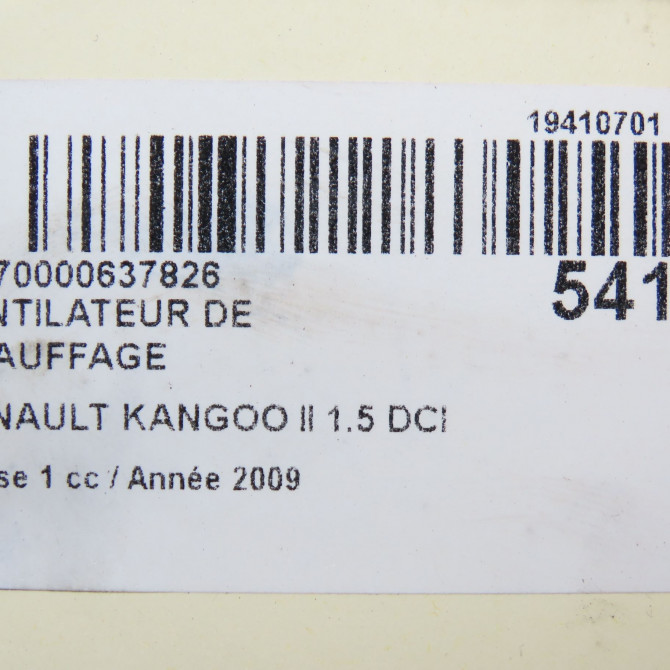 19410701
70000637826
541
NTILATEUR DE
AUFFAGE
NAULT KANGOO II 1.5 DCI
se 1 cc / Année 2009